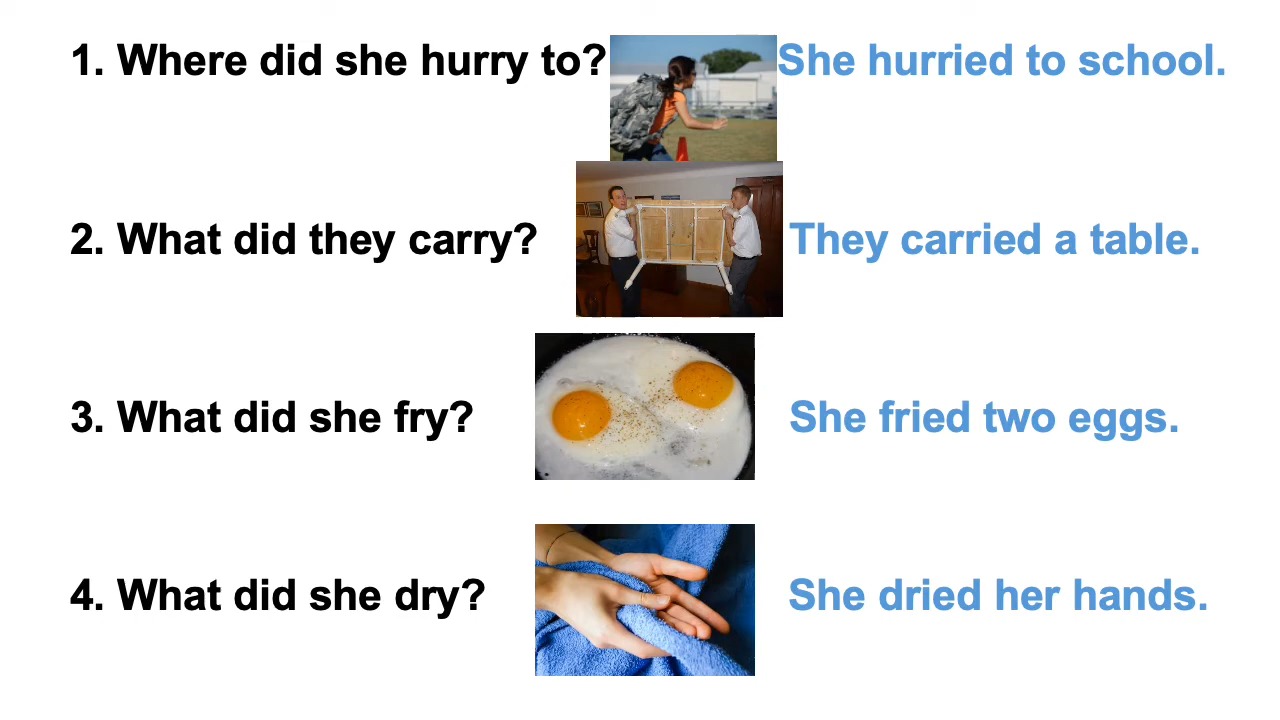 1. Where did she hurry to? She hurried to school.
2. What did they carry? They carried a table.
3. What did she fry? She fried two eggs.
4. What did she dry? She dried her hands.